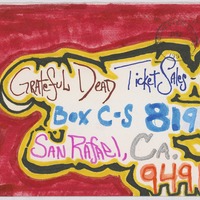 Grateful Dead Ticket Sales -
Box C-S 819
San Rafael, CA.
949